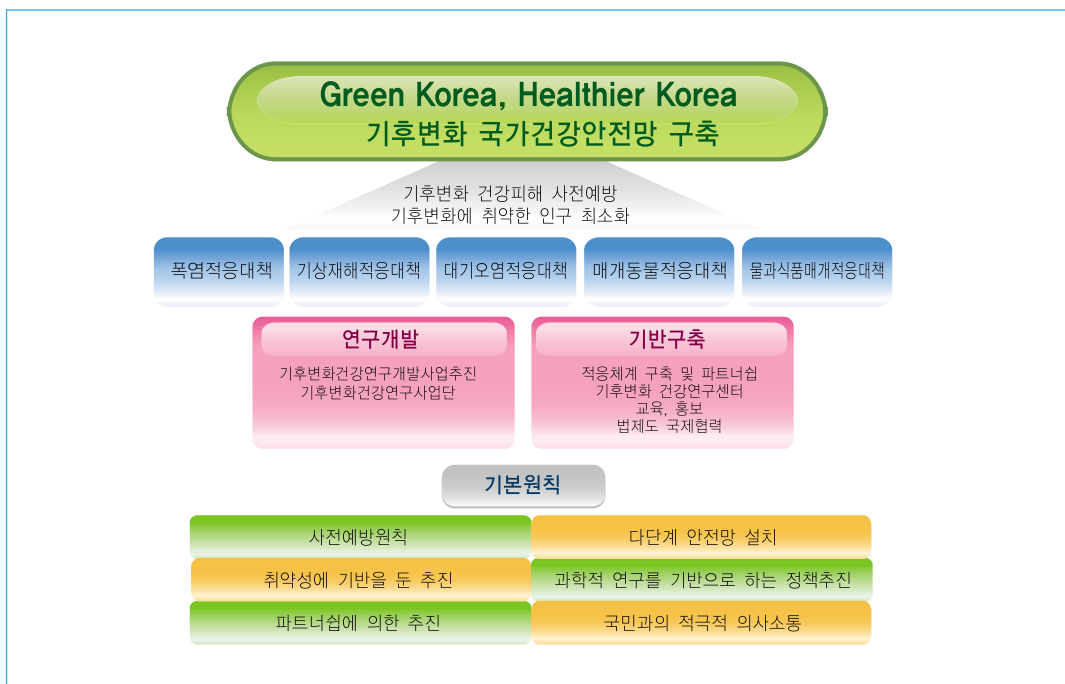 Green Korea, Healthier Korea
기후변화 국가건강안전망 구축
기후변화 건강피해 사전예방
기후변화에 취약한 인구 최소화
폭염적응대책
기상재해적응대책
대기오염적응대책
매개동물적응대책
물과식품매개적응대책
연구개발
기후변화건강연구개발사업추진
기후변화건강연구사업단
기반구축
적응체계 구축 및 파트너쉽
기후변화 건강연구센터
교육, 홍보
법제도 국제협력
기본원칙
사전예방원칙
다단계 안전망 설치
취약성에 기반을 둔 추진
과학적 연구를 기반으로 하는 정책추진
파트너쉽에 의한 추진
국민과의 적극적 의사소통